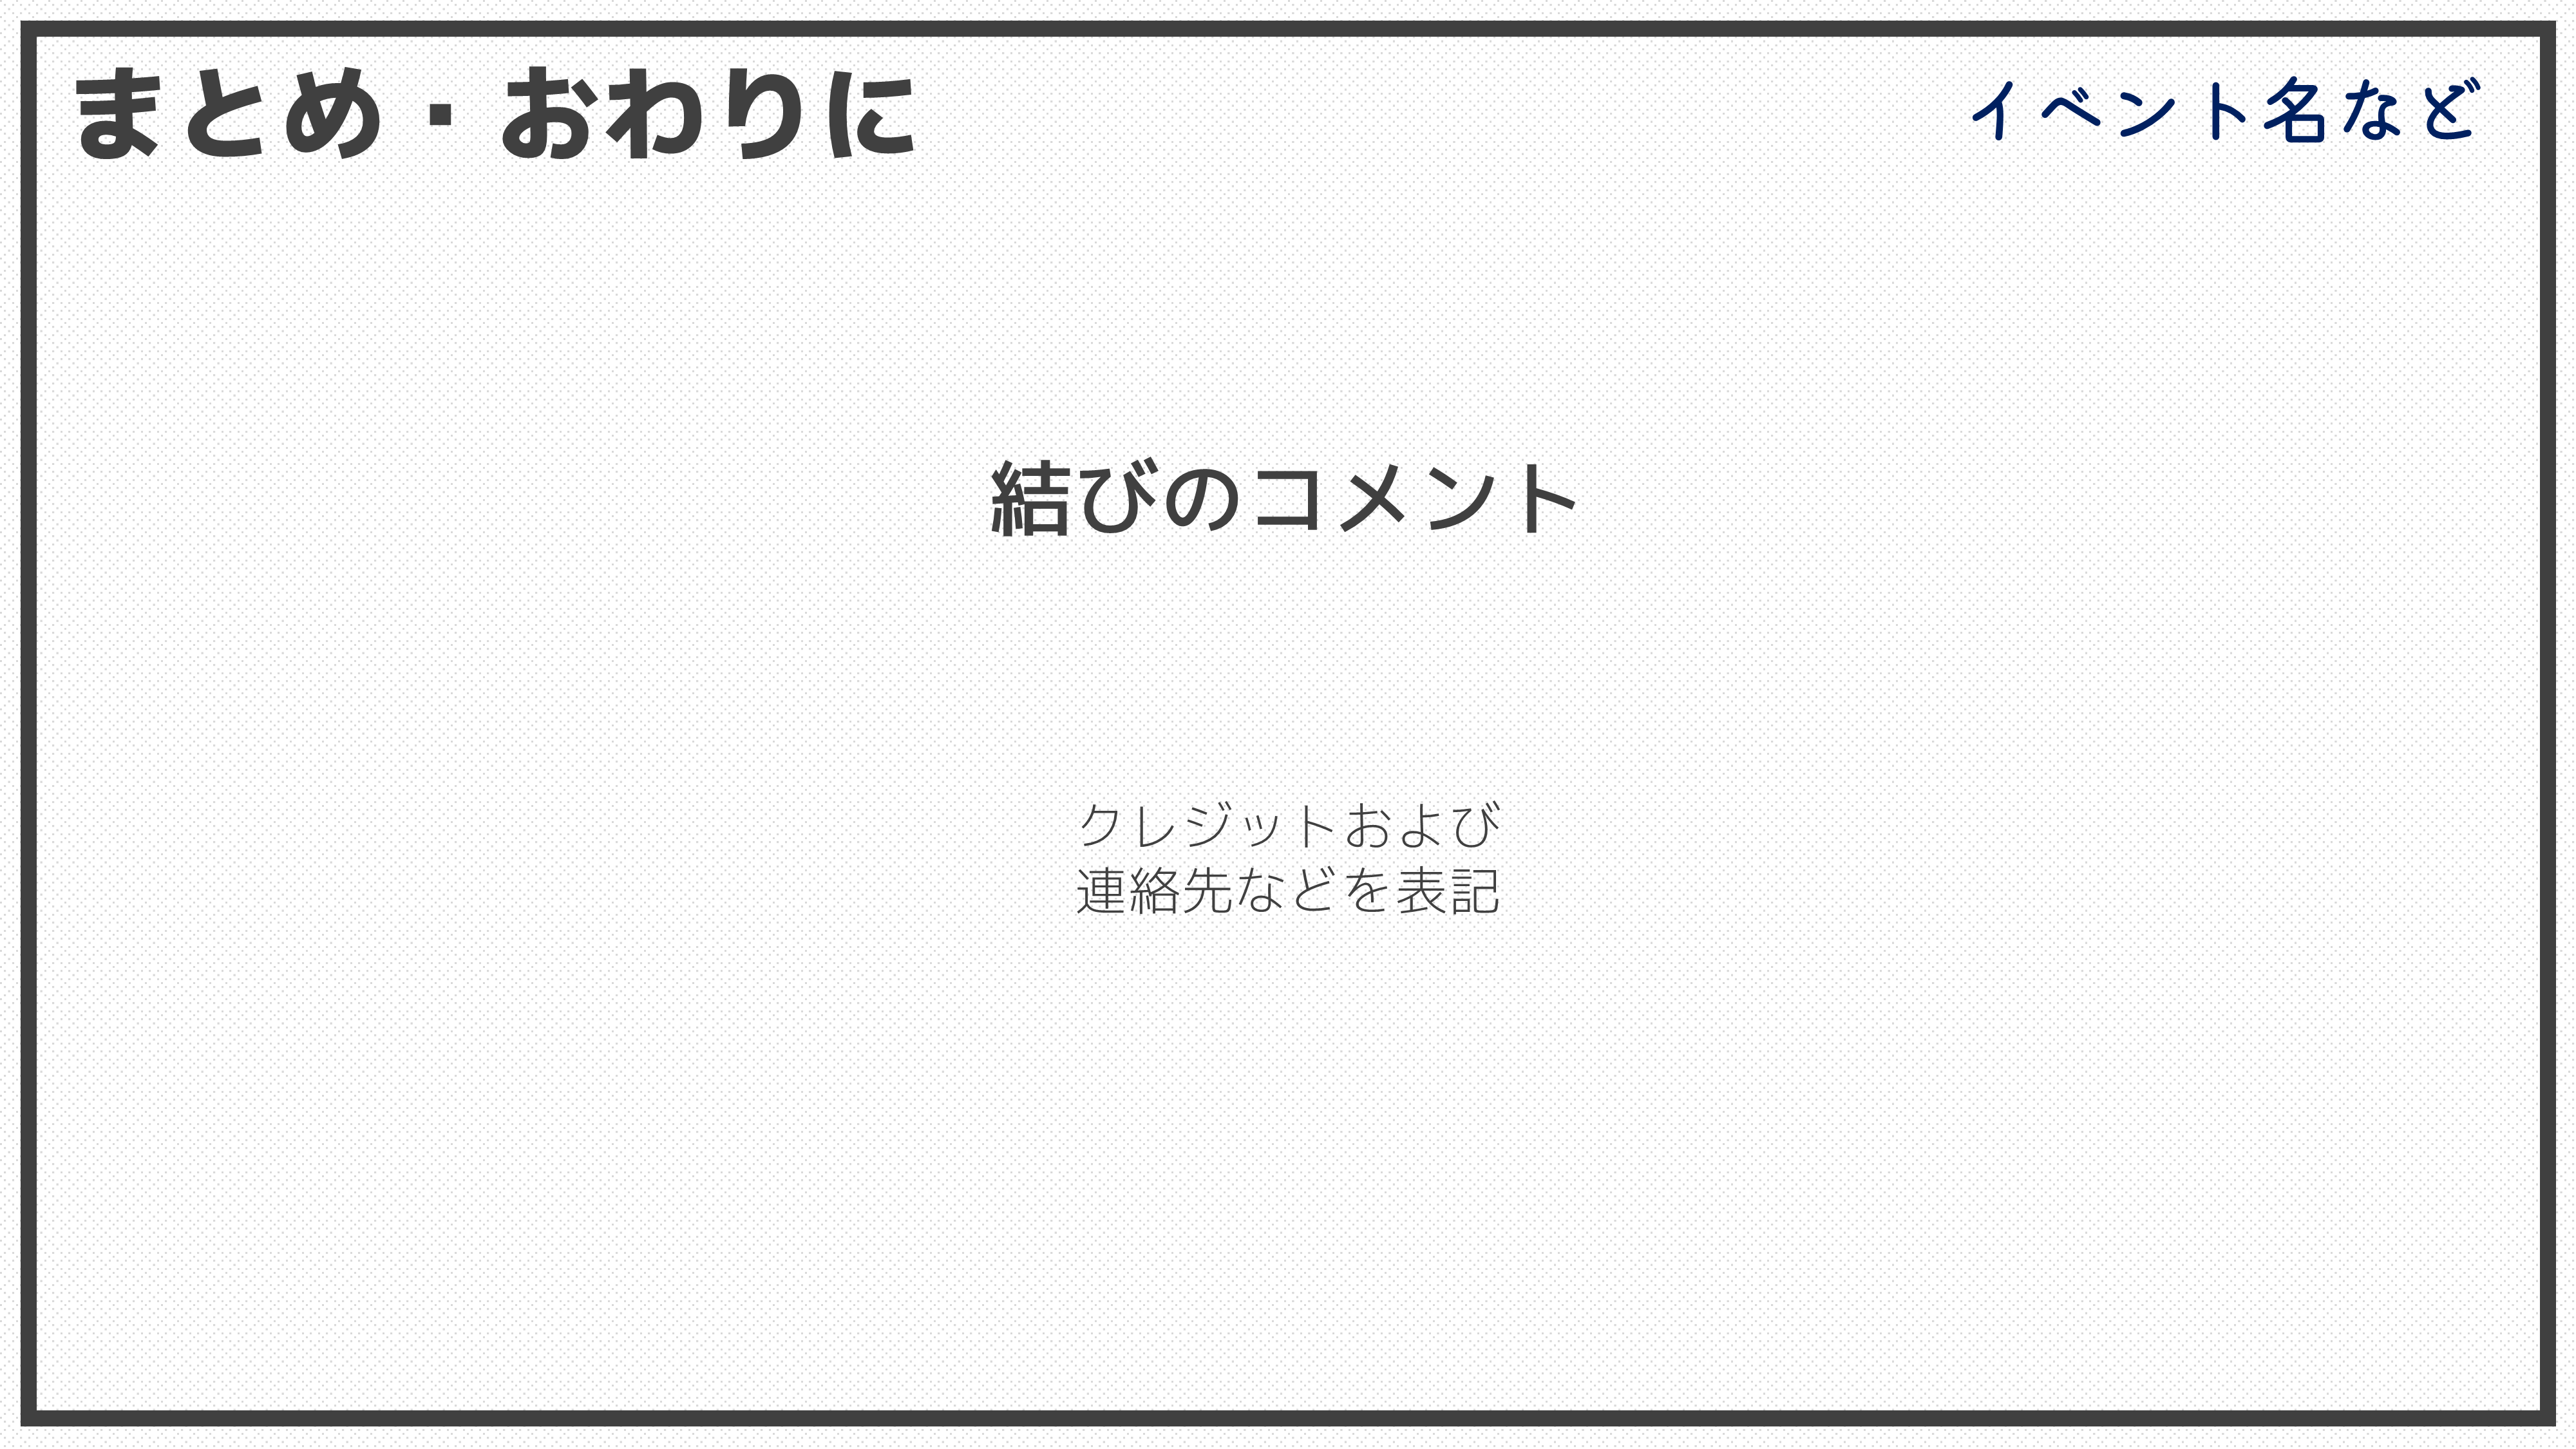 まとめ・おわりに
イベント名など
結びのコメント
クレジットおよび
連絡先などを表記